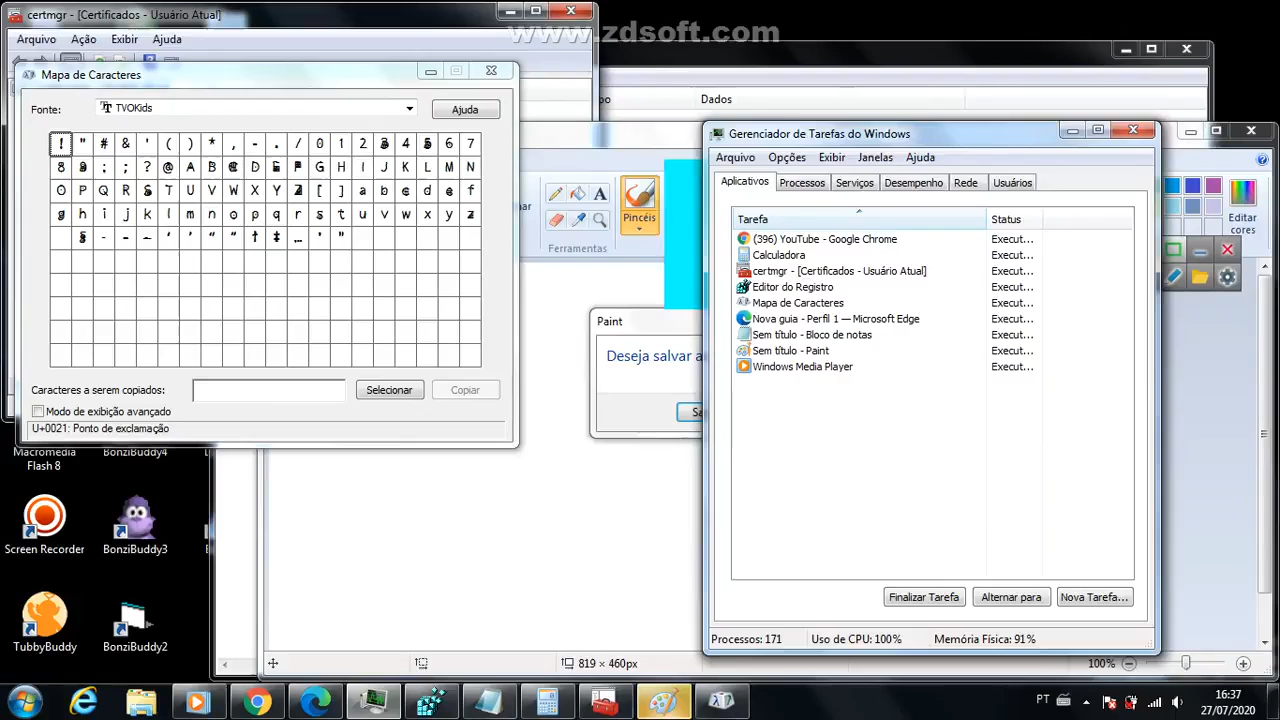 certmgr - [Certificados - Usuário Atual]
www.zdsoft.com
Arquivo Ação Exibir Ajuda
Mapa de Caracteres
Fonte: TVOKids Ajuda
! " # & ' ( ) * , - . / 0 1 2 3 4 5 6 7
8 9 : ; ? @ A B C D E F G H I J K L M N
O P Q R S T U V W X Y Z [ ] a b c d e f
g h i j k l m n o p q r s t u v w x y z
§ - – — ‘ ’ “ ” † ‡ … ' "
Caracteres a serem copiados: Selecionar Copiar
Modo de exibição avançado
U+0021: Ponto de exclamação
po Dados
Pincéis
Ferramentas
Editar
cores
Paint
Deseja salvar a
Sa
819 × 460px
100%
Gerenciador de Tarefas do Windows
Arquivo Opções Exibir Janelas Ajuda
Aplicativos Processos Serviços Desempenho Rede Usuários
Tarefa Status
(396) YouTube - Google Chrome Execut...
Calculadora Execut...
certmgr - [Certificados - Usuário Atual] Execut...
Editor do Registro Execut...
Mapa de Caracteres Execut...
Nova guia - Perfil 1 — Microsoft Edge Execut...
Sem título - Bloco de notas Execut...
Sem título - Paint Execut...
Windows Media Player Execut...
Finalizar Tarefa Alternar para Nova Tarefa...
Processos: 171 Uso de CPU: 100% Memória Física: 91%
Macromedia
Flash 8
BonziBuddy4
Screen Recorder
BonziBuddy3
TubbyBuddy
BonziBuddy2
PT
16:37
27/07/2020